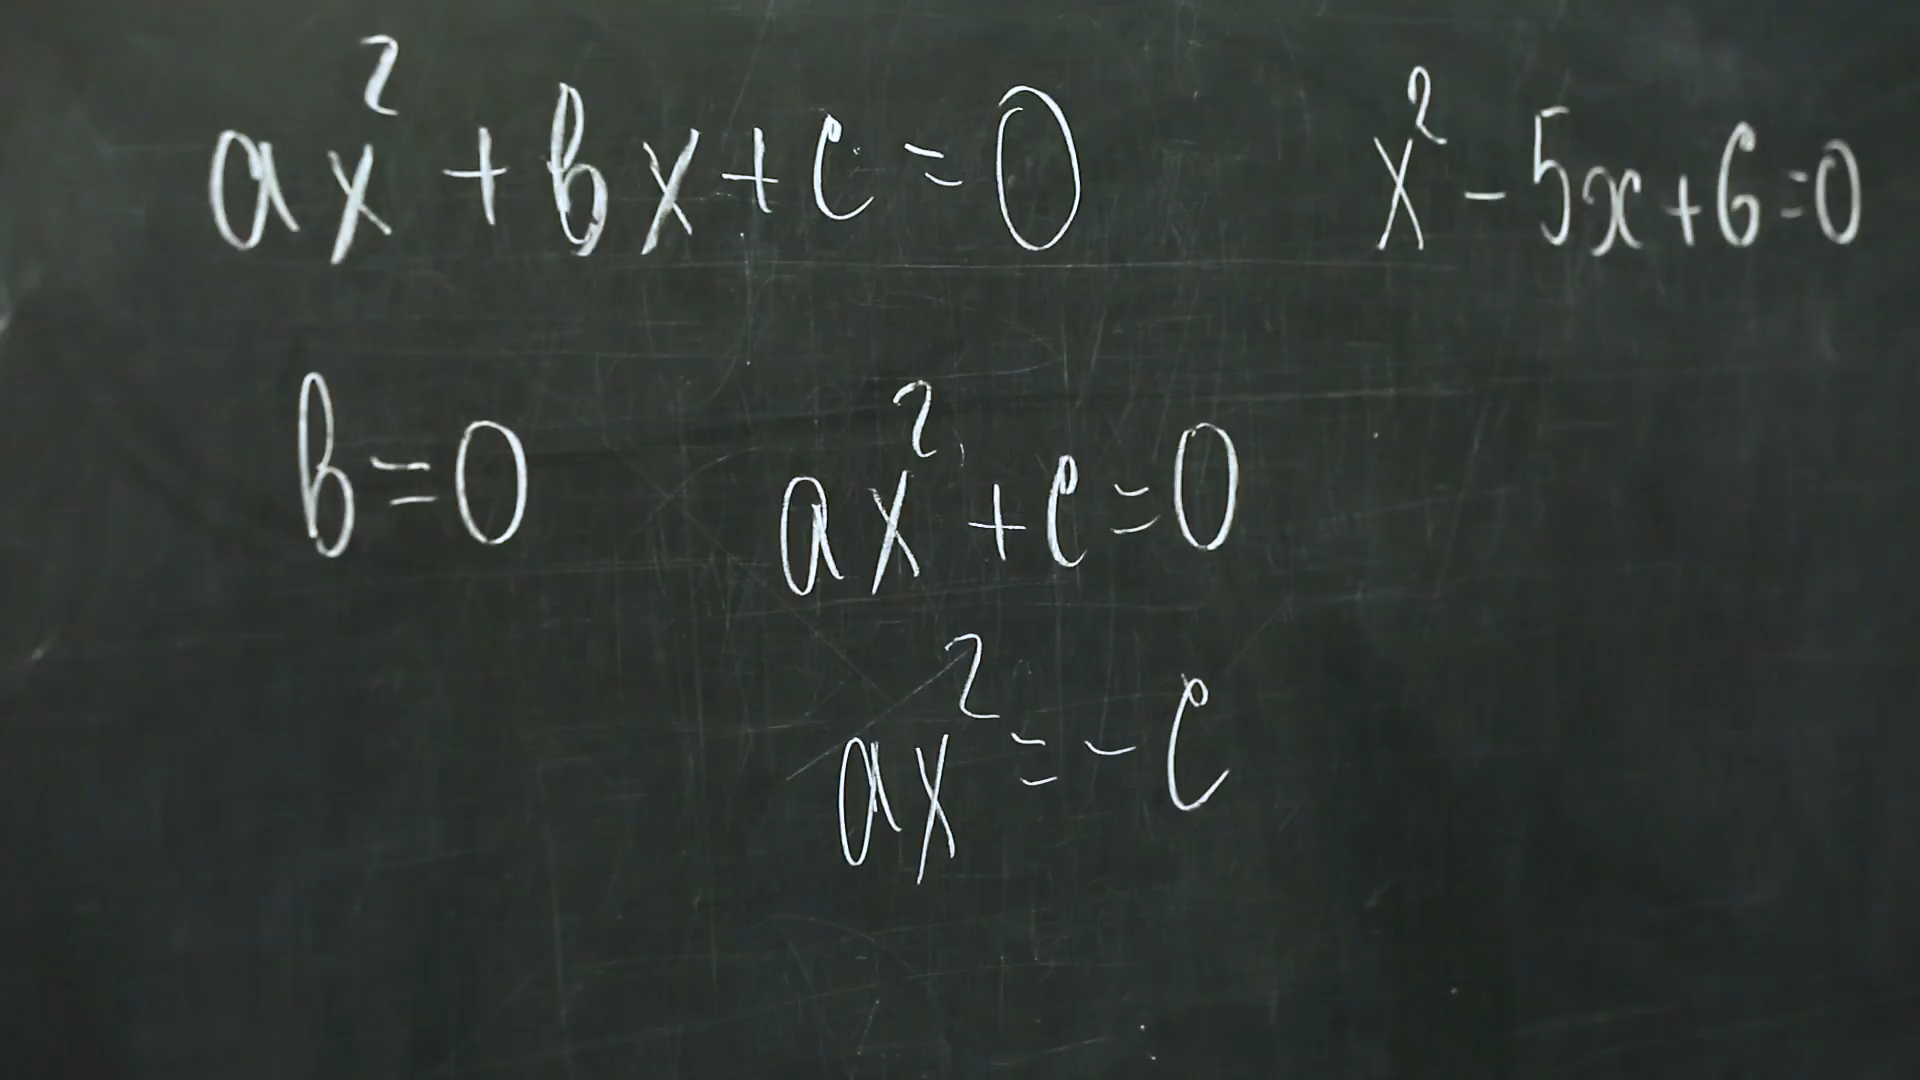 ax² + bx + c = 0
x² - 5x + 6 = 0
b = 0
ax² + c = 0
ax² = - c